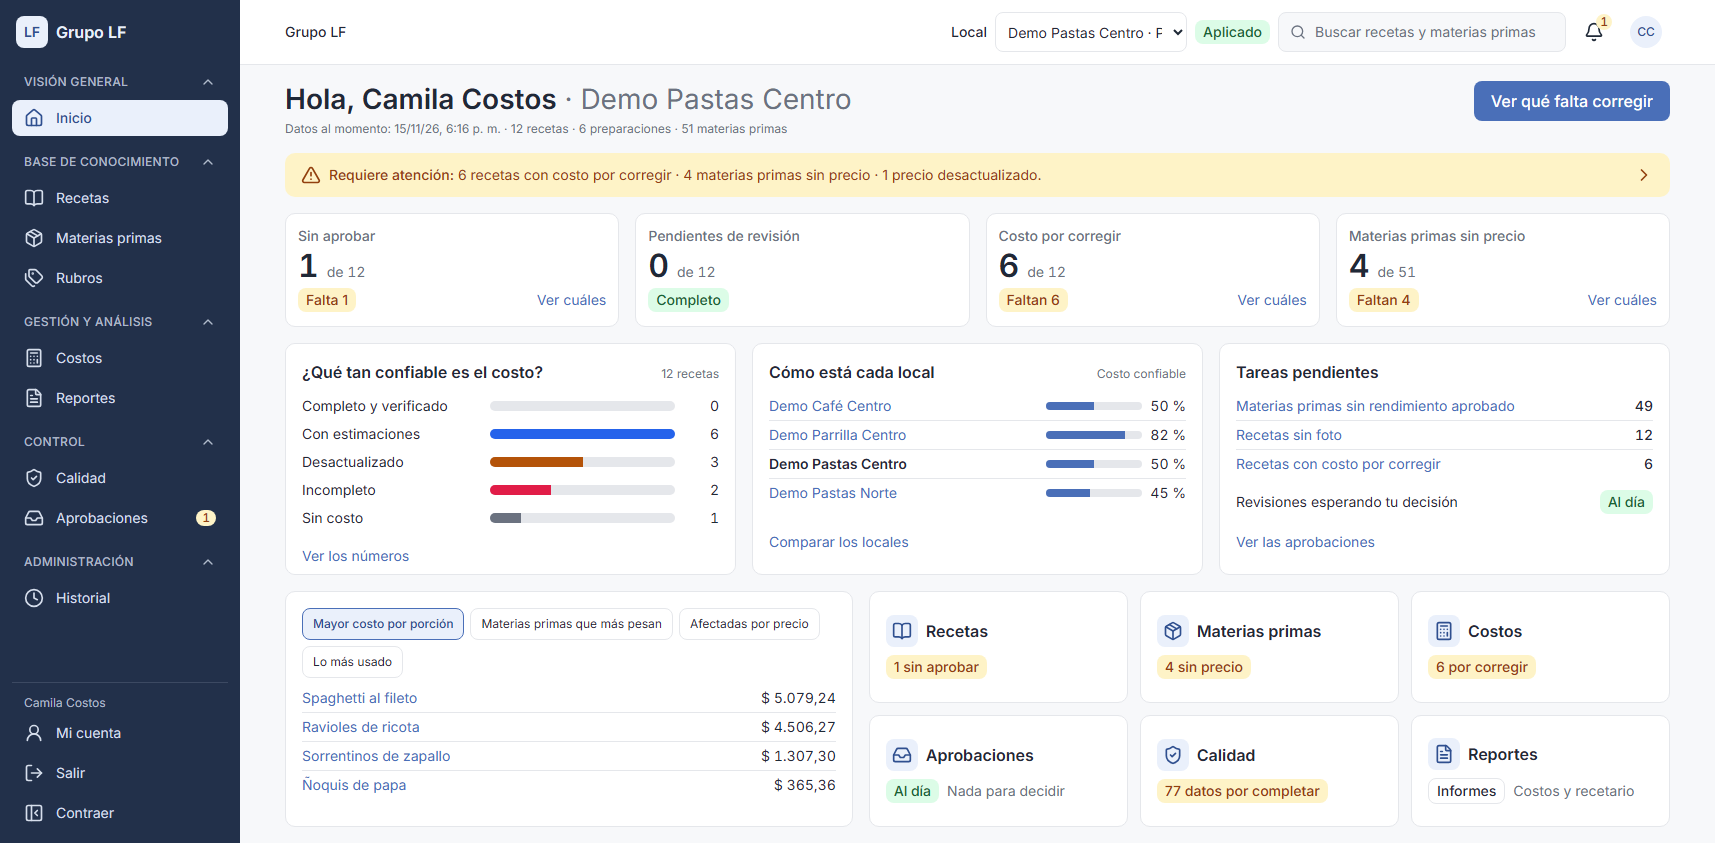 LF Grupo LF
VISIÓN GENERAL
Inicio
BASE DE CONOCIMIENTO
Recetas
Materias primas
Rubros
GESTIÓN Y ANÁLISIS
Costos
Reportes
CONTROL
Calidad
Aprobaciones 1
ADMINISTRACIÓN
Historial
Camila Costos
Mi cuenta
Salir
Contraer
Grupo LF
Local
Demo Pastas Centro · P
Aplicado
Buscar recetas y materias primas
1
CC
Hola, Camila Costos · Demo Pastas Centro
Datos al momento: 15/11/26, 6:16 p. m. · 12 recetas · 6 preparaciones · 51 materias primas
Ver qué falta corregir
Requiere atención: 6 recetas con costo por corregir · 4 materias primas sin precio · 1 precio desactualizado.
Sin aprobar
1 de 12
Falta 1
Ver cuáles
Pendientes de revisión
0 de 12
Completo
Costo por corregir
6 de 12
Faltan 6
Ver cuáles
Materias primas sin precio
4 de 51
Faltan 4
Ver cuáles
¿Qué tan confiable es el costo?
12 recetas
Completo y verificado 0
Con estimaciones 6
Desactualizado 3
Incompleto 2
Sin costo 1
Ver los números
Cómo está cada local
Costo confiable
Demo Café Centro 50 %
Demo Parrilla Centro 82 %
Demo Pastas Centro 50 %
Demo Pastas Norte 45 %
Comparar los locales
Tareas pendientes
Materias primas sin rendimiento aprobado 49
Recetas sin foto 12
Recetas con costo por corregir 6
Revisiones esperando tu decisión Al día
Ver las aprobaciones
Mayor costo por porción
Materias primas que más pesan
Afectadas por precio
Lo más usado
Spaghetti al fileto $ 5.079,24
Ravioles de ricota $ 4.506,27
Sorrentinos de zapallo $ 1.307,30
Ñoquis de papa $ 365,36
Recetas
1 sin aprobar
Materias primas
4 sin precio
Costos
6 por corregir
Aprobaciones
Al día Nada para decidir
Calidad
77 datos por completar
Reportes
Informes Costos y recetario